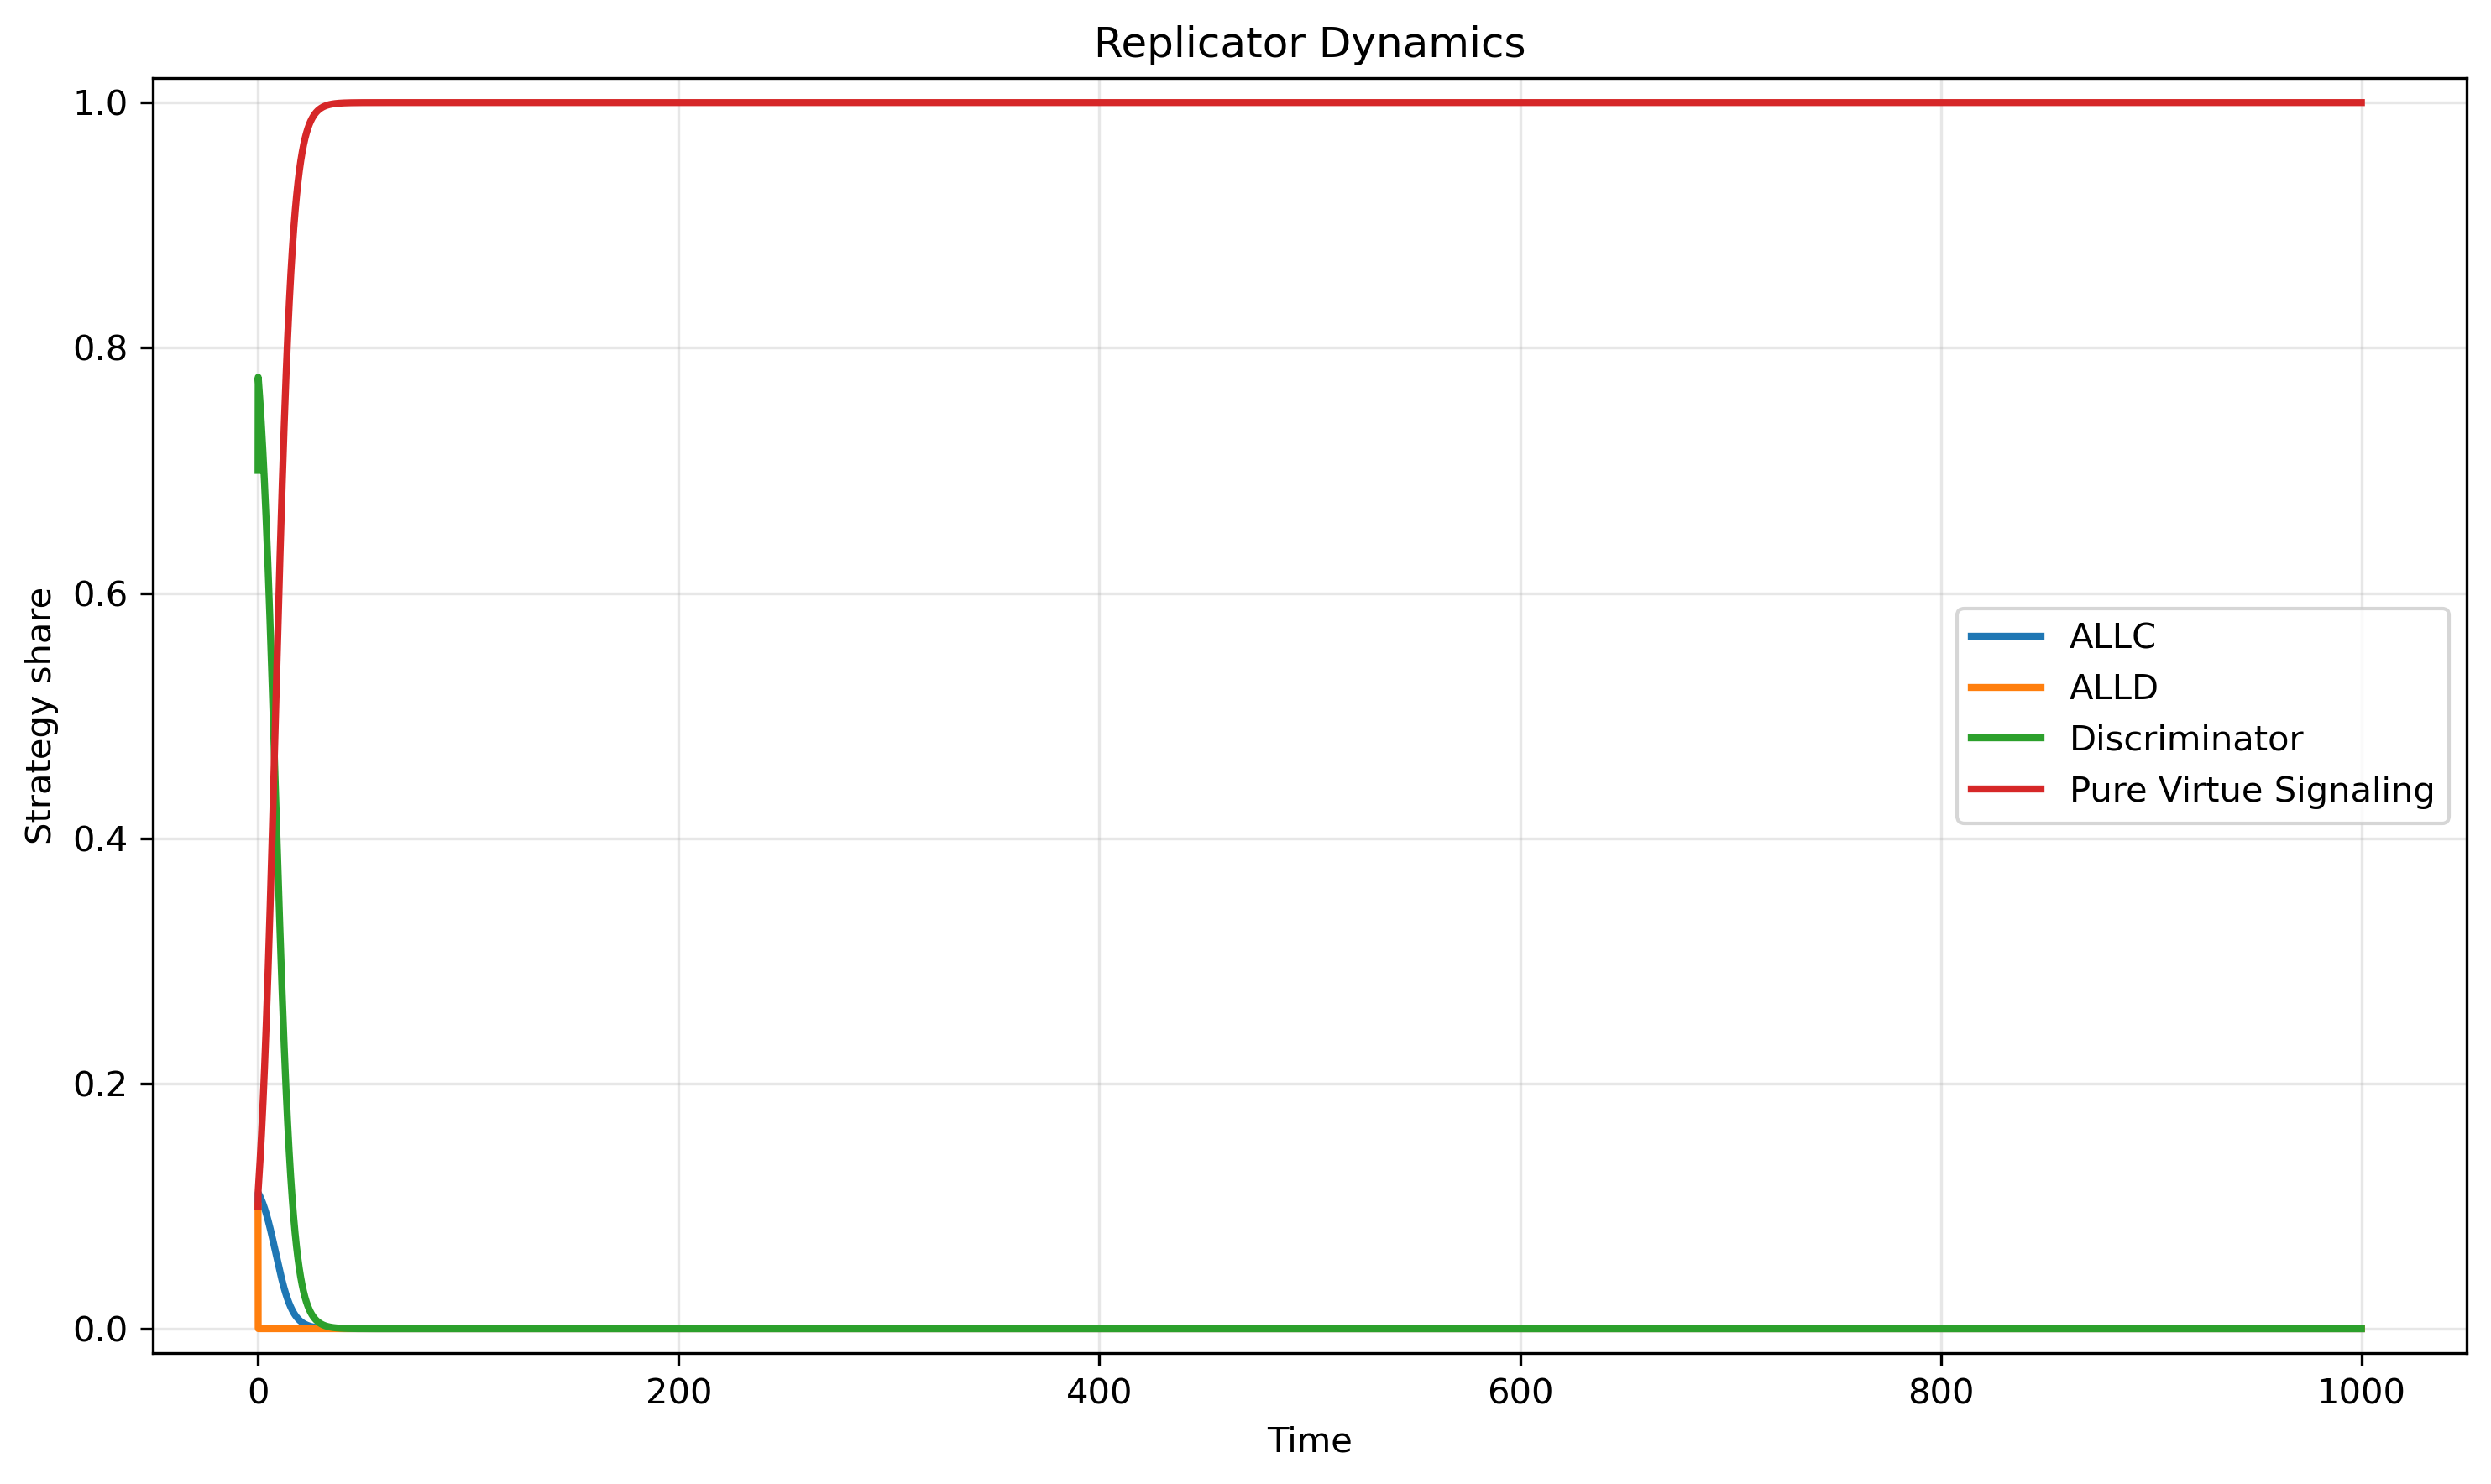 Replicator Dynamics
Strategy share
1.0
0.8
0.6
0.4
0.2
0.0
ALLC
ALLD
Discriminator
Pure Virtue Signaling
0 200 400 600 800 1000
Time